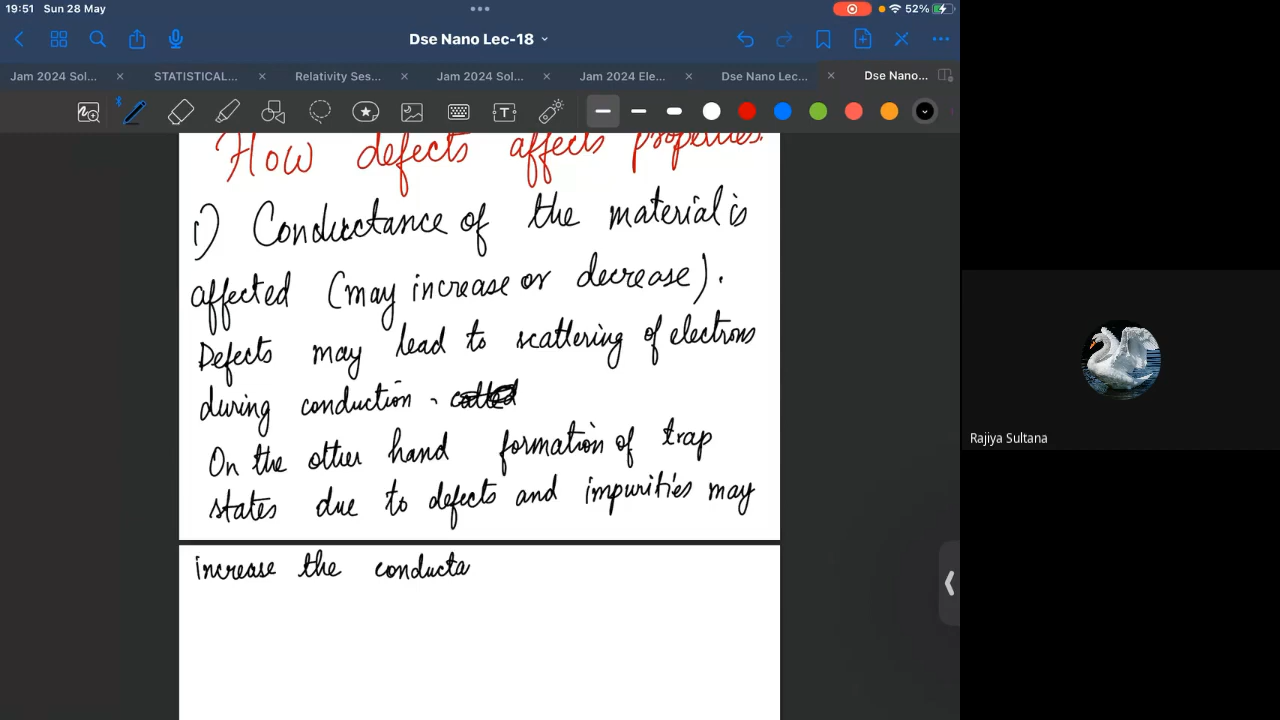 19:51 Sun 28 May
52%
Dse Nano Lec-18
Jam 2024 Sol...
STATISTICAL...
Relativity Ses...
Jam 2024 Sol...
Jam 2024 Ele...
Dse Nano Lec...
Dse Nano...
How defects affects properties.
1) Conductance of the material is
affected (may increase or decrease).
Defects may lead to scattering of electrons
during conduction.
On the other hand formation of trap
states due to defects and impurities may
increase the conducta
Rajiya Sultana